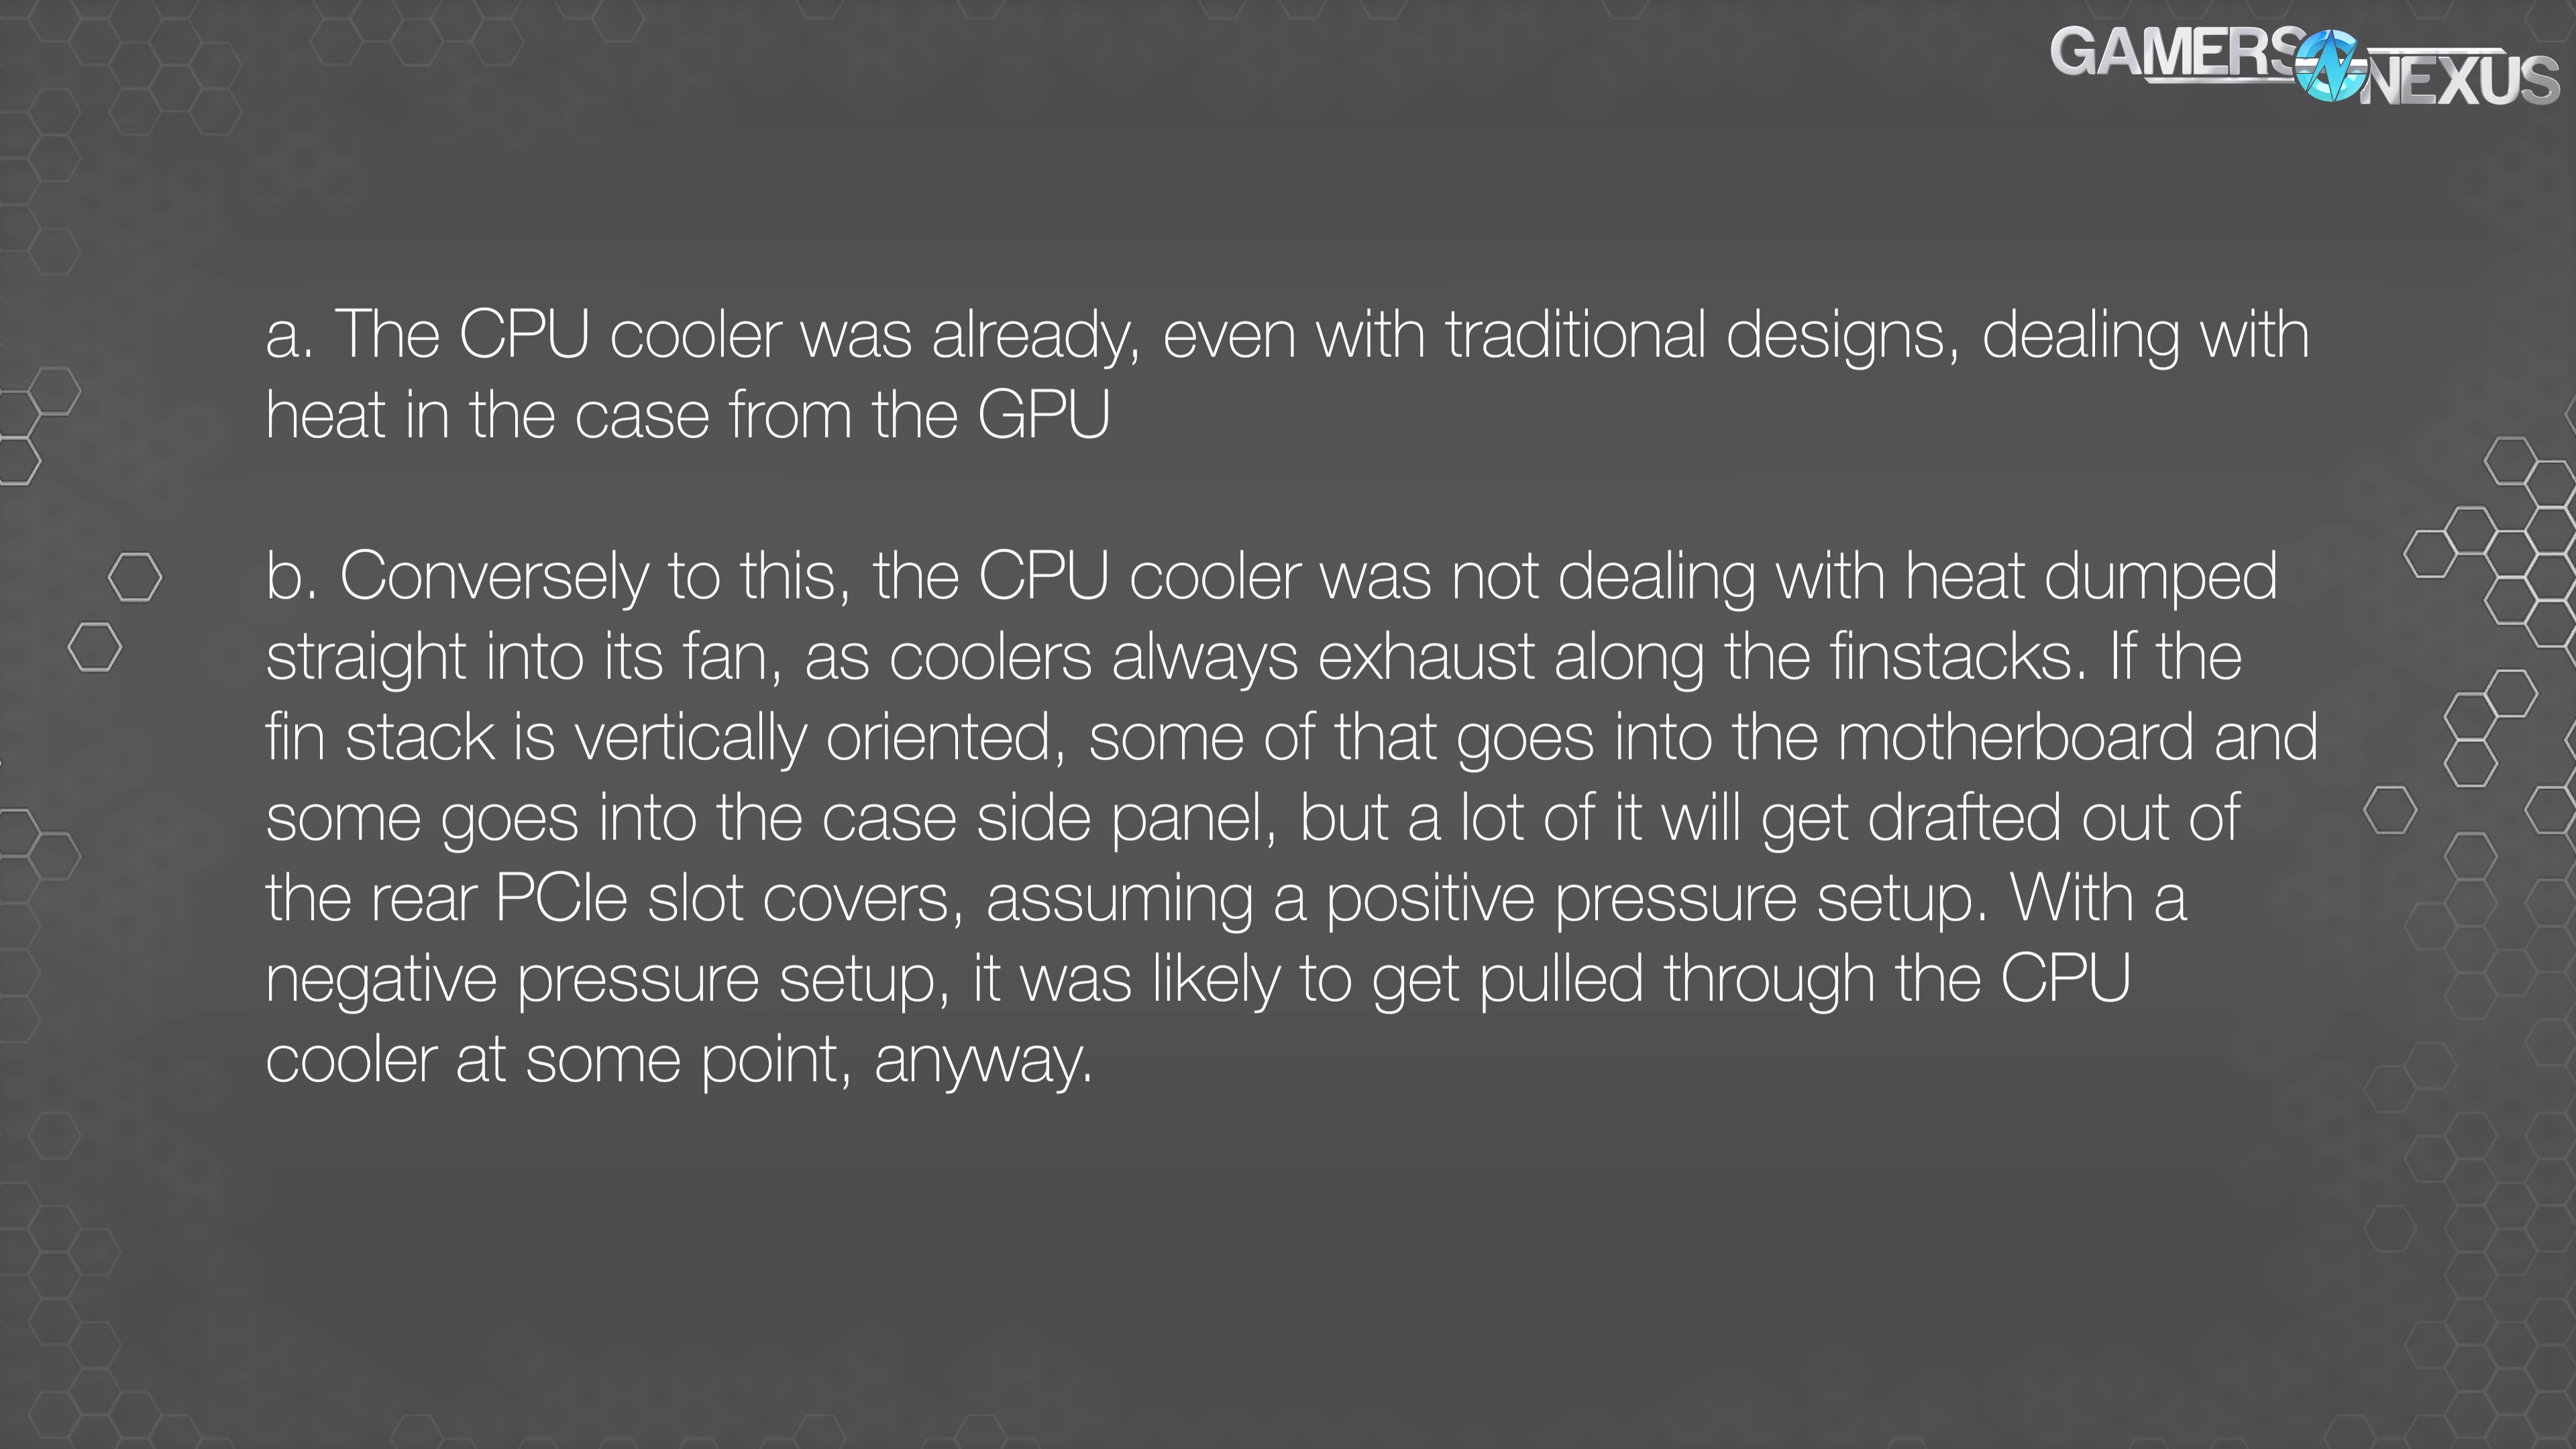 GAMERS NEXUS
a. The CPU cooler was already, even with traditional designs, dealing with
heat in the case from the GPU
b. Conversely to this, the CPU cooler was not dealing with heat dumped
straight into its fan, as coolers always exhaust along the finstacks. If the
fin stack is vertically oriented, some of that goes into the motherboard and
some goes into the case side panel, but a lot of it will get drafted out of
the rear PCIe slot covers, assuming a positive pressure setup. With a
negative pressure setup, it was likely to get pulled through the CPU
cooler at some point, anyway.